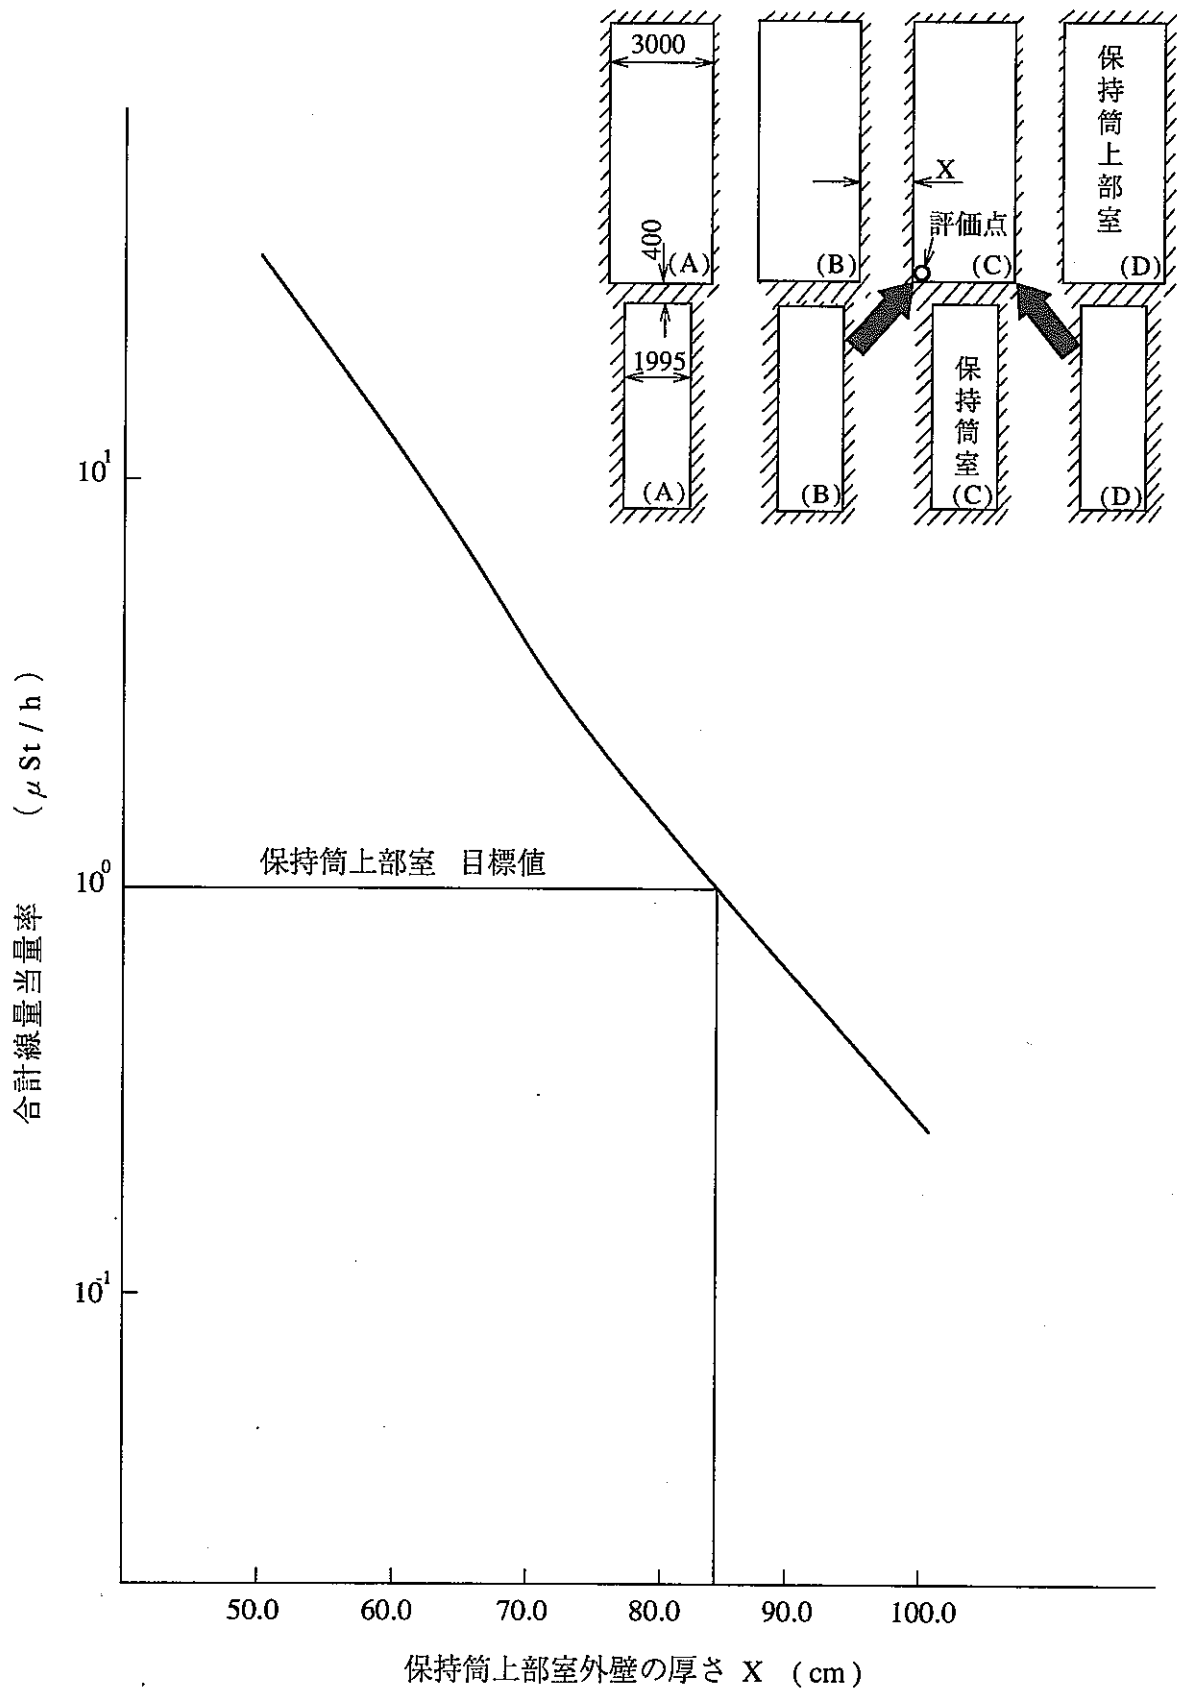 3000
400
(A)
(B)
X
評価点
(C)
保持筒上部室
(D)
1995
(A)
(B)
保持筒室
(C)
(D)
10¹
10⁰
10⁻¹
合計線量当量率 (μSt/h)
保持筒上部室 目標値
50.0 60.0 70.0 80.0 90.0 100.0
保持筒上部室外壁の厚さ X (cm)